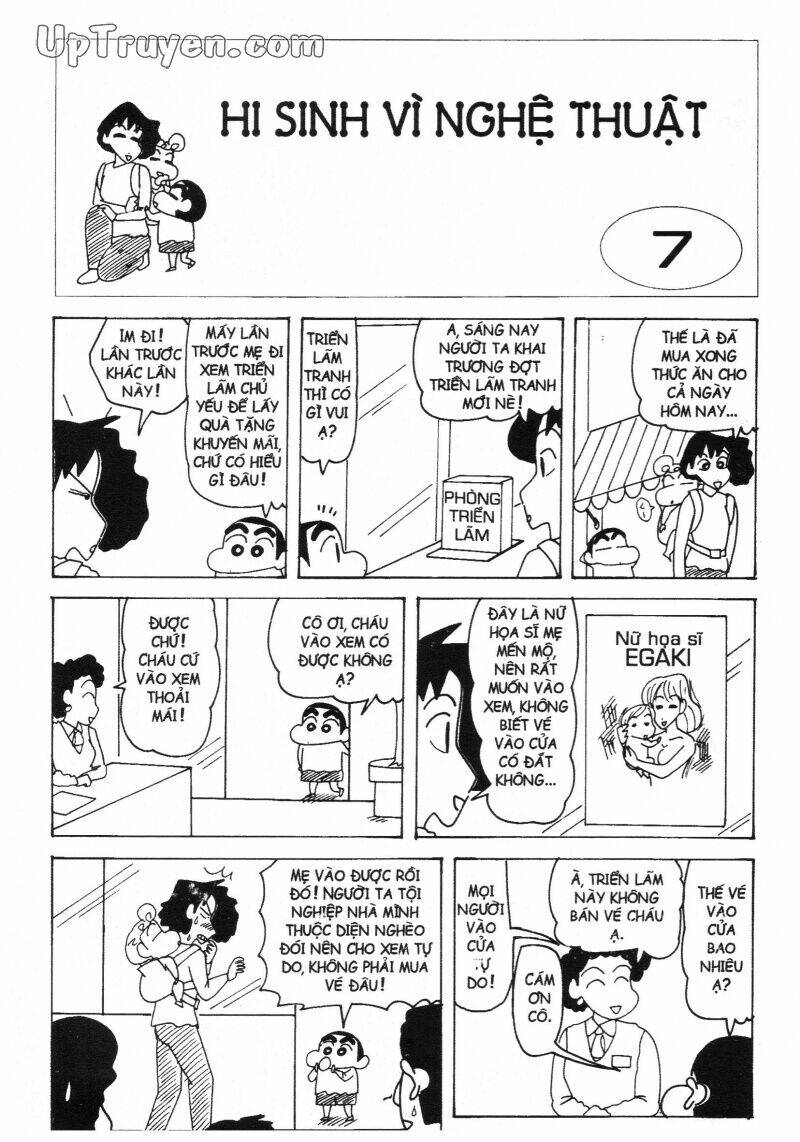 UpTruyen.com
HI SINH VÌ NGHỆ THUẬT
7
THẾ LÀ ĐÃ
MUA XONG
THỨC ĂN CHO
CẢ NGÀY
HÔM NAY...
A, SÁNG NAY
NGƯỜI TA KHAI
TRƯƠNG ĐỢT
TRIỂN LÃM TRANH
MỚI NÈ!
PHÒNG
TRIỂN
LÃM
TRIỂN
LÃM
TRANH
THÌ CÓ
GÌ VUI
Ạ?
MẤY LẦN
TRƯỚC MẸ ĐI
XEM TRIỂN
LÃM CHỦ
YẾU ĐỂ LẤY
QUÀ TẶNG
KHUYẾN MÃI,
CHỨ CÓ HIỂU
GÌ ĐÂU!
IM ĐI!
LẦN TRƯỚC
KHÁC LẦN
NÀY!
Nữ họa sĩ
EGAKI
ĐÂY LÀ NỮ
HỌA SĨ MẸ
MẾN MỘ,
NÊN RẤT
MUỐN VÀO
XEM, KHÔNG
BIẾT VÉ
VÀO CỬA
CÓ ĐẮT
KHÔNG...
CÔ ƠI, CHÁU
VÀO XEM CÓ
ĐƯỢC KHÔNG
Ạ?
ĐƯỢC
CHỨ!
CHÁU CỨ
VÀO XEM
THOẢI
MÁI!
THẾ VÉ
VÀO
CỬA
BAO
NHIÊU
Ạ?
À, TRIỂN LÃM
NÀY KHÔNG
BÁN VÉ CHÁU
Ạ.
MỌI
NGƯỜI
VÀO
CỬA
TỰ
DO!
CÁM
ƠN
CÔ.
MẸ VÀO ĐƯỢC RỒI
ĐÓ! NGƯỜI TA TỘI
NGHIỆP NHÀ MÌNH
THUỘC DIỆN NGHÈO
ĐÓI NÊN CHO XEM TỰ
DO, KHÔNG PHẢI MUA
VÉ ĐÂU!